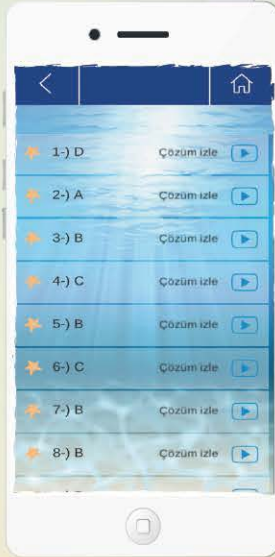 1-) D Çözüm izle
2-) A Çözüm izle
3-) B Çözüm izle
4-) C Çözüm izle
5-) B Çözüm izle
6-) C Çözüm izle
7-) B Çözüm izle
8-) B Çözüm izle